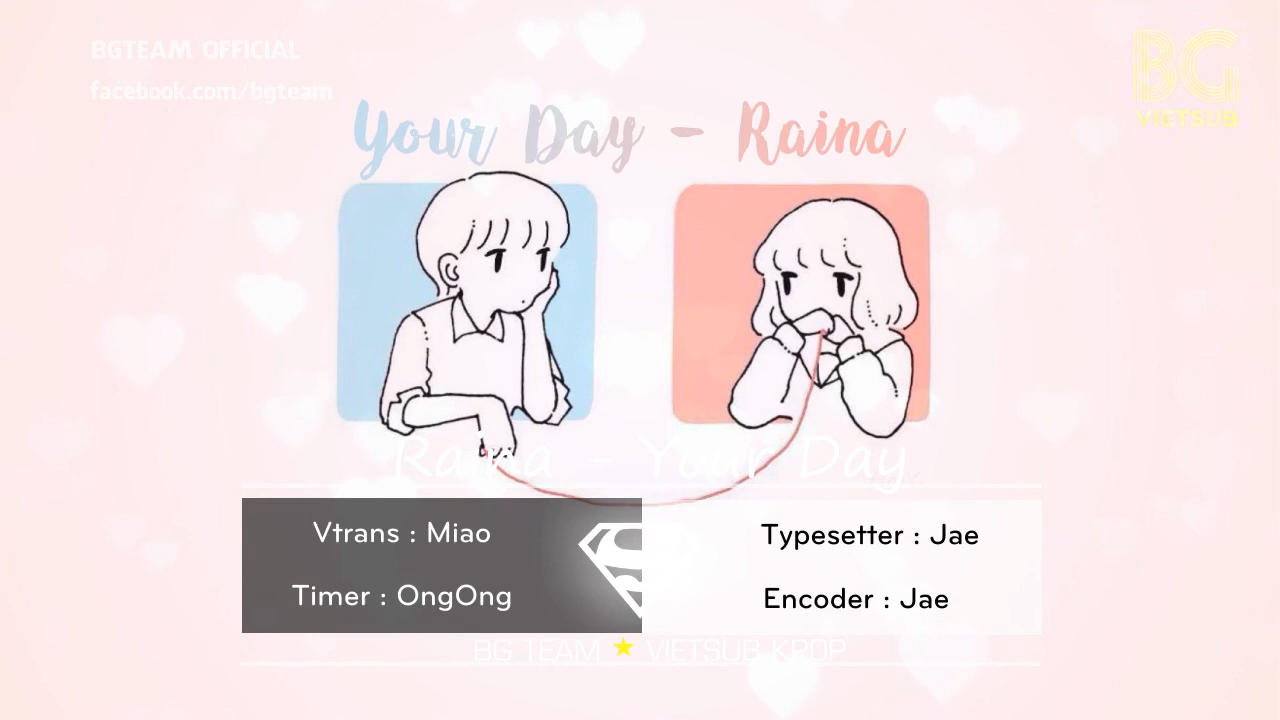 BGTEAM OFFICIAL
facebook.com/bgteam
BG
VIETSUB
Your Day - Raina
Raina - Your Day
Vtrans : Miao
Typesetter : Jae
Timer : OngOng
Encoder : Jae
BG TEAM ★ VIETSUB KPOP